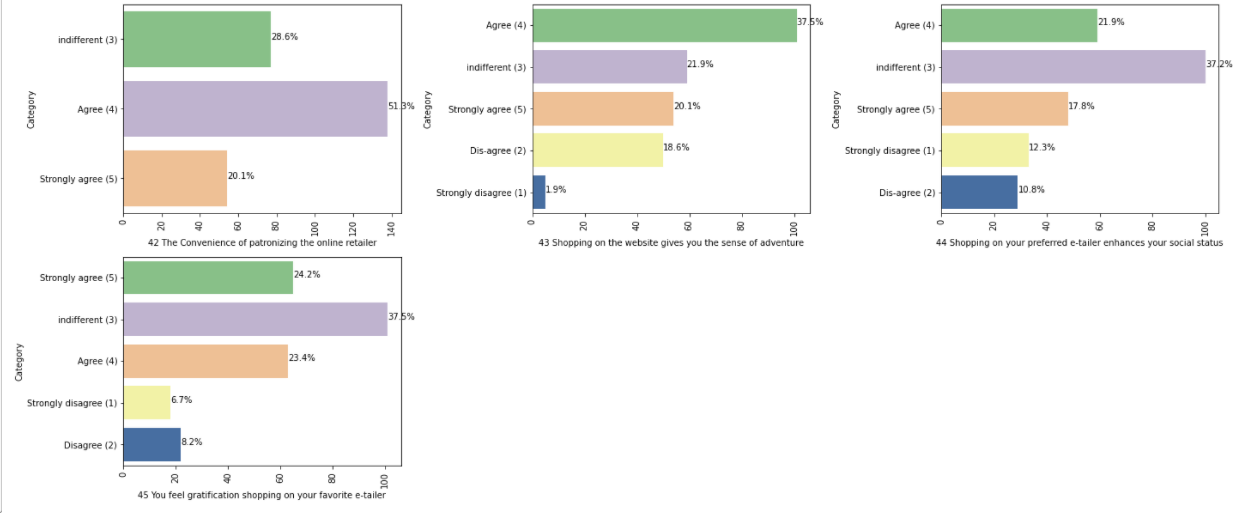 Category
indifferent (3)
28.6%
Agree (4)
51.3%
Strongly agree (5)
20.1%
0 20 40 60 80 100 120 140
42 The Convenience of patronizing the online retailer
Category
Agree (4)
37.5%
indifferent (3)
21.9%
Strongly agree (5)
20.1%
Dis-agree (2)
18.6%
Strongly disagree (1)
1.9%
0 20 40 60 80 100
43 Shopping on the website gives you the sense of adventure
Category
Agree (4)
21.9%
indifferent (3)
37.2%
Strongly agree (5)
17.8%
Strongly disagree (1)
12.3%
Dis-agree (2)
10.8%
0 20 40 60 80 100
44 Shopping on your preferred e-tailer enhances your social status
Category
Strongly agree (5)
24.2%
indifferent (3)
37.5%
Agree (4)
23.4%
Strongly disagree (1)
6.7%
Disagree (2)
8.2%
0 20 40 60 80 100
45 You feel gratification shopping on your favorite e-tailer